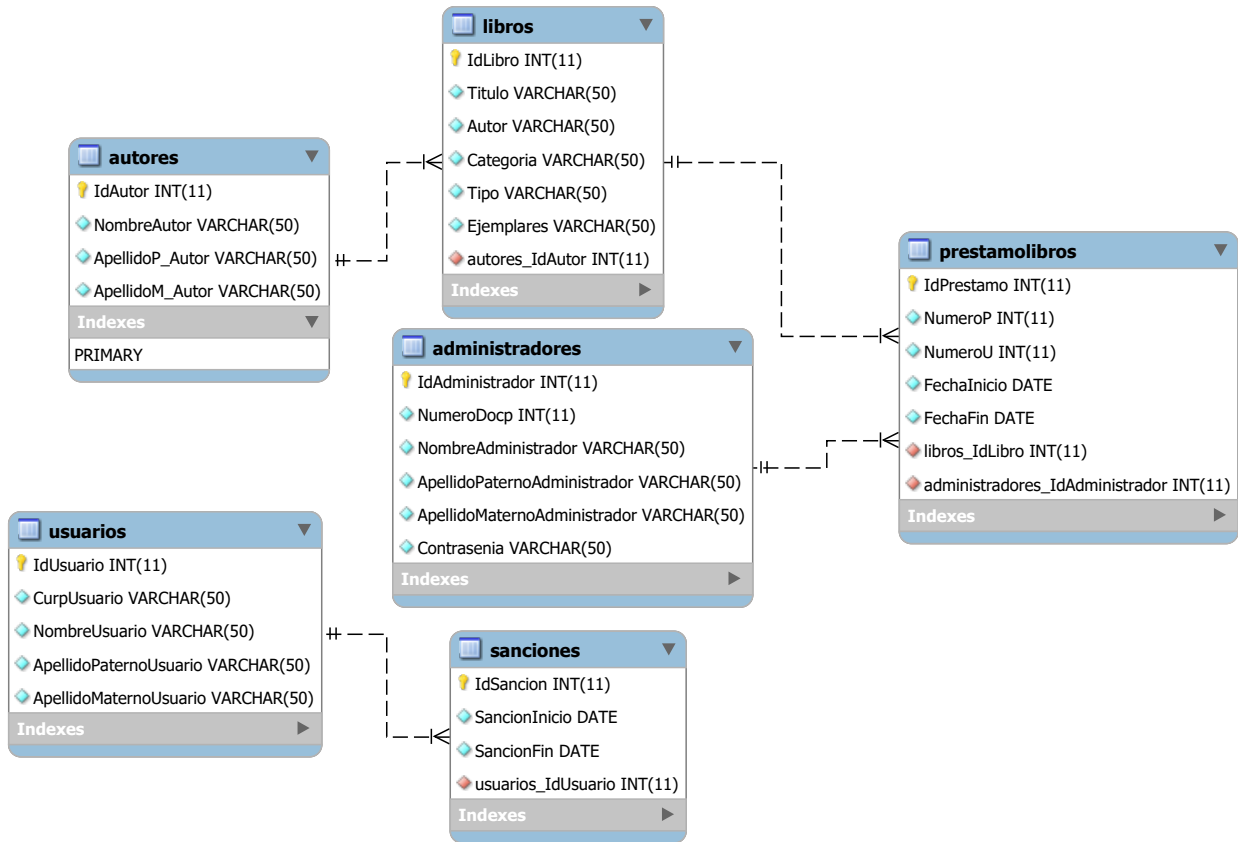 libros
IdLibro INT(11)
Titulo VARCHAR(50)
Autor VARCHAR(50)
Categoria VARCHAR(50)
Tipo VARCHAR(50)
Ejemplares VARCHAR(50)
autores_IdAutor INT(11)
Indexes
autores
IdAutor INT(11)
NombreAutor VARCHAR(50)
ApellidoP_Autor VARCHAR(50)
ApellidoM_Autor VARCHAR(50)
Indexes
PRIMARY
prestamolibros
IdPrestamo INT(11)
NumeroP INT(11)
NumeroU INT(11)
FechaInicio DATE
FechaFin DATE
libros_IdLibro INT(11)
administradores_IdAdministrador INT(11)
Indexes
administradores
IdAdministrador INT(11)
NumeroDocp INT(11)
NombreAdministrador VARCHAR(50)
ApellidoPaternoAdministrador VARCHAR(50)
ApellidoMaternoAdministrador VARCHAR(50)
Contrasenia VARCHAR(50)
Indexes
usuarios
IdUsuario INT(11)
CurpUsuario VARCHAR(50)
NombreUsuario VARCHAR(50)
ApellidoPaternoUsuario VARCHAR(50)
ApellidoMaternoUsuario VARCHAR(50)
Indexes
sanciones
IdSancion INT(11)
SancionInicio DATE
SancionFin DATE
usuarios_IdUsuario INT(11)
Indexes